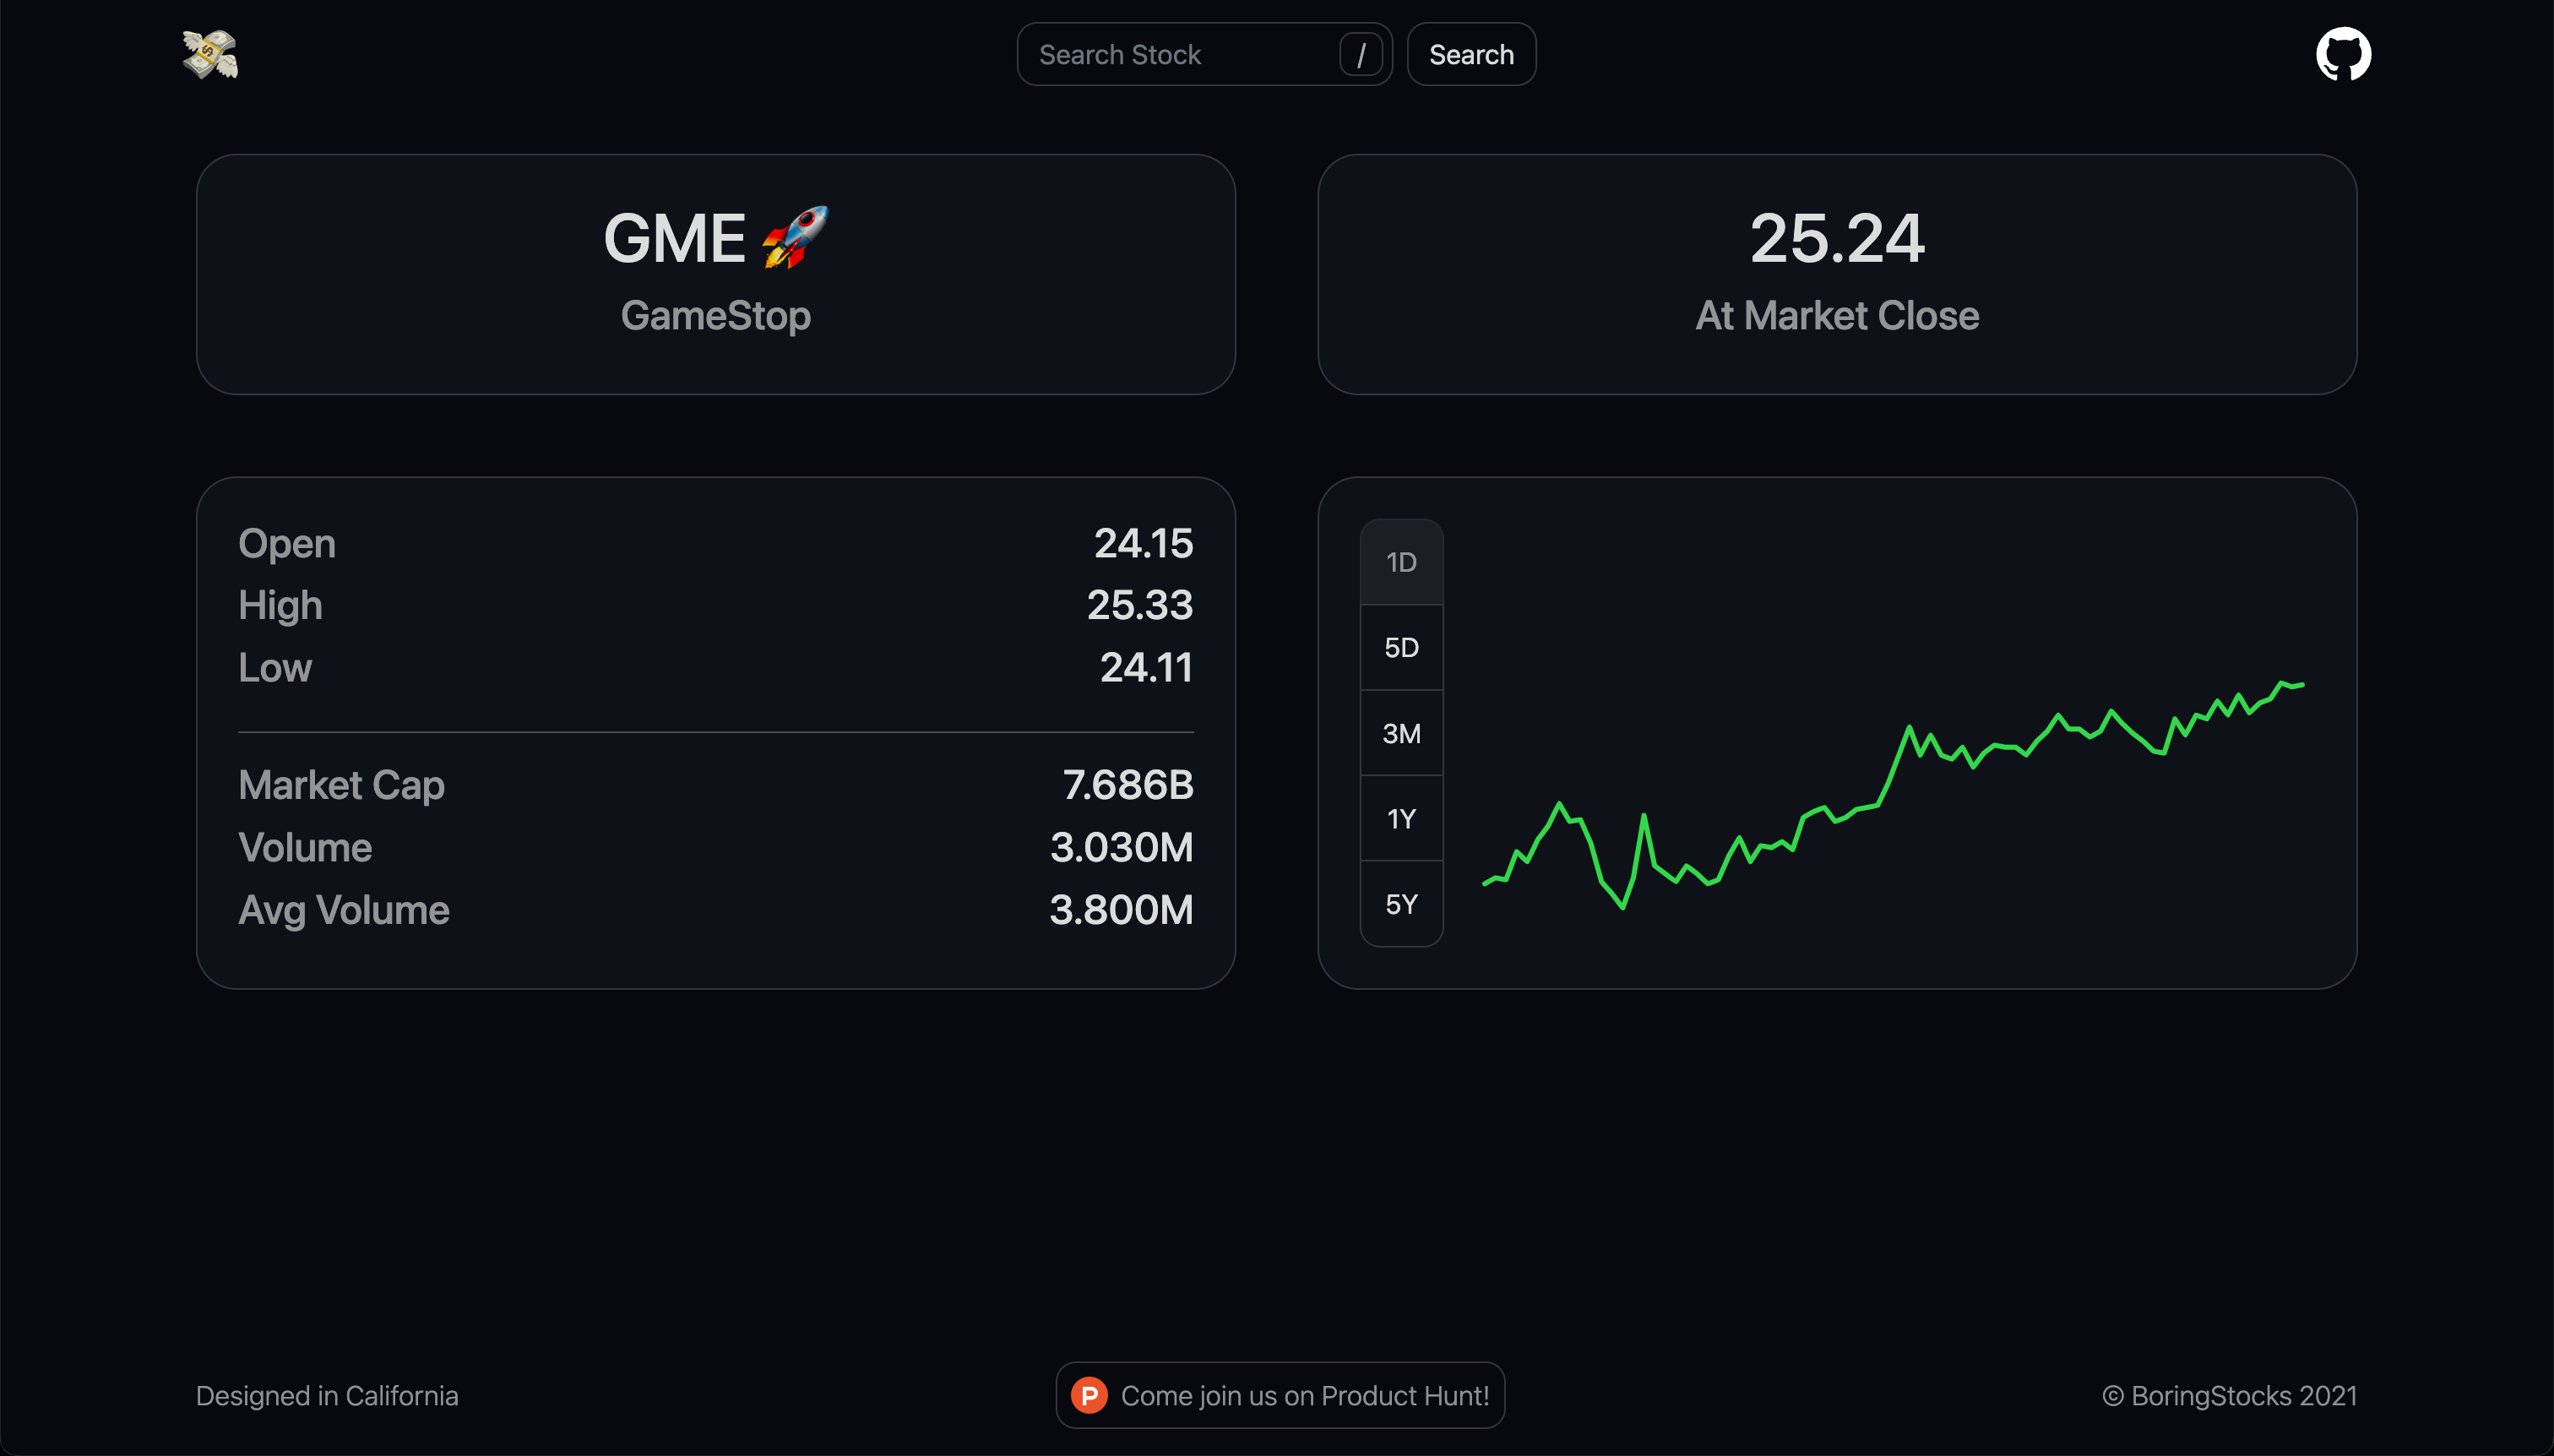 Search Stock / Search
GME 🚀
GameStop
25.24
At Market Close
Open 24.15
High 25.33
Low 24.11
Market Cap 7.686B
Volume 3.030M
Avg Volume 3.800M
1D
5D
3M
1Y
5Y
Designed in California
P Come join us on Product Hunt!
© BoringStocks 2021